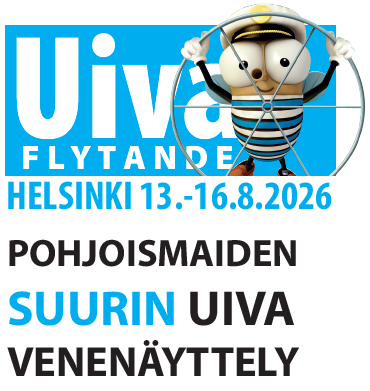 Uiva
FLYTANDE
HELSINKI 13.-16.8.2026
POHJOISMAIDEN
SUURIN UIVA
VENENÄYTTELY